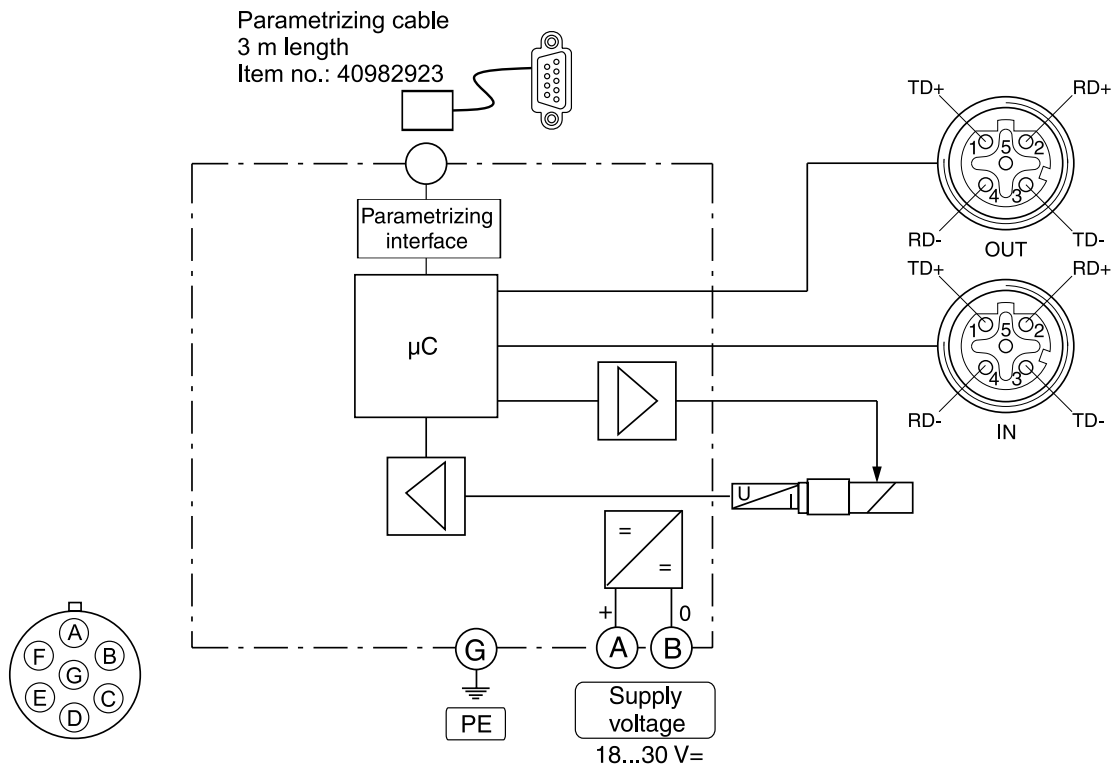 Parametrizing cable
3 m length
Item no.: 40982923
TD+
RD+
1
5
2
4
3
RD-
TD-
OUT
Parametrizing
interface
TD+
RD+
1
5
2
4
3
RD-
TD-
IN
µC
U
I
=
=
+
0
G
A
B
PE
Supply
voltage
18...30 V=
A
F
B
G
E
C
D